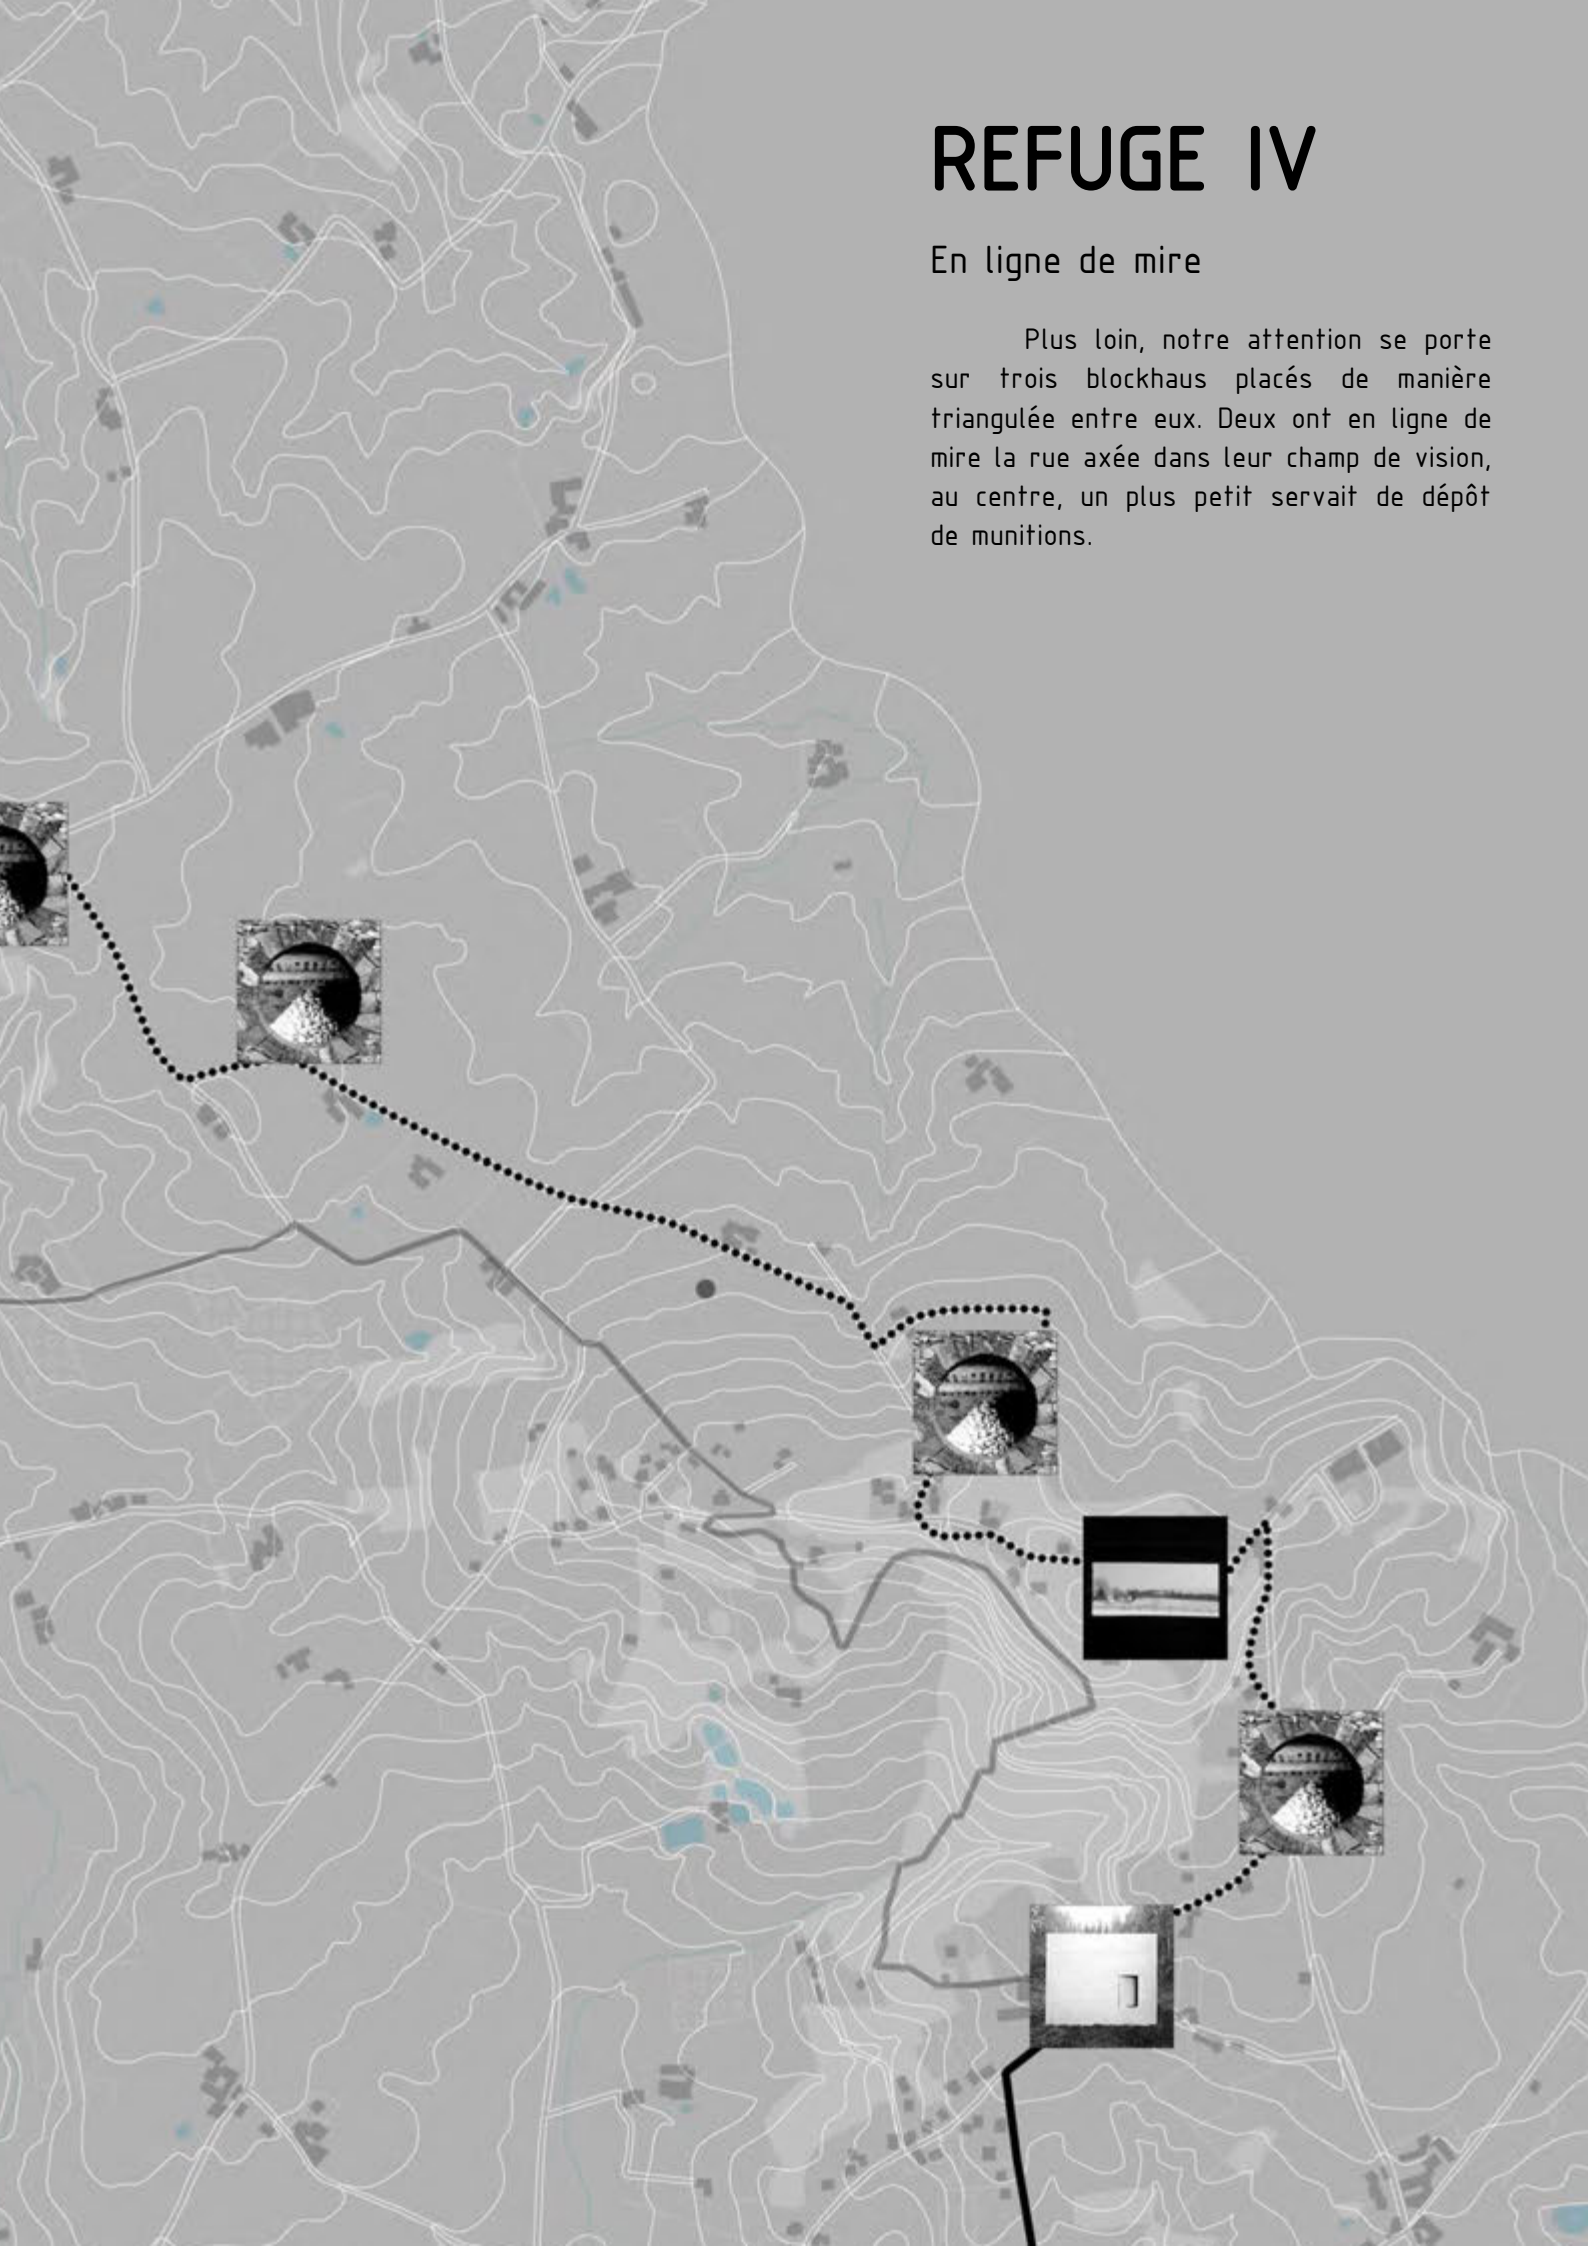 REFUGE IV
En ligne de mire
Plus loin, notre attention se porte
sur trois blockhaus placés de manière
triangulée entre eux. Deux ont en ligne de
mire la rue axée dans leur champ de vision,
au centre, un plus petit servait de dépôt
de munitions.